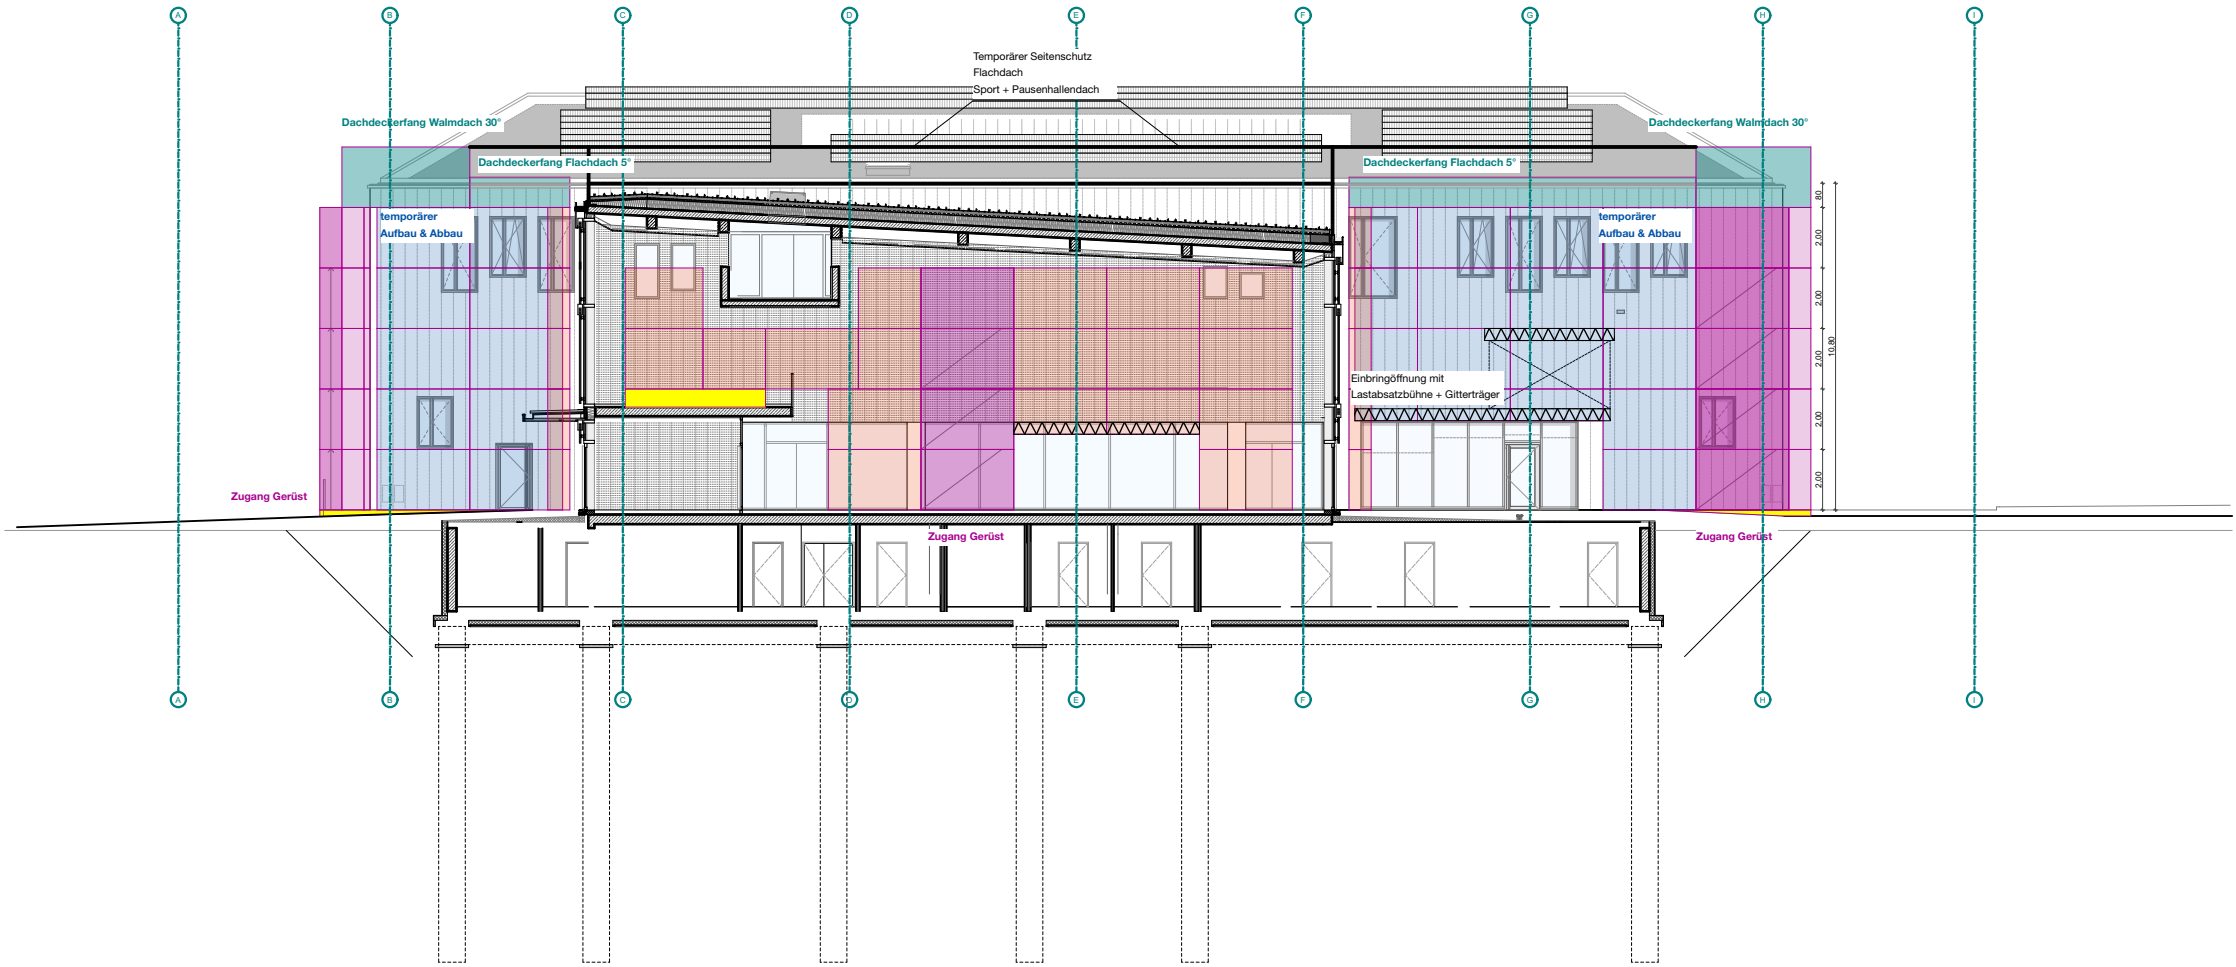 A B C D E F G H I
Temporärer Seitenschutz
Flachdach
Sport + Pausenhallendach
Dachdeckerfang Walmdach 30°
Dachdeckerfang Walmdach 30°
Dachdeckerfang Flachdach 5°
Dachdeckerfang Flachdach 5°
temporärer
Aufbau & Abbau
temporärer
Aufbau & Abbau
80
2,00
2,00
2,00
2,00
2,00
10,80
Einbringöffnung mit
Lastabsatzbühne + Gitterträger
Zugang Gerüst
Zugang Gerüst
Zugang Gerüst
A B C D E F G H I